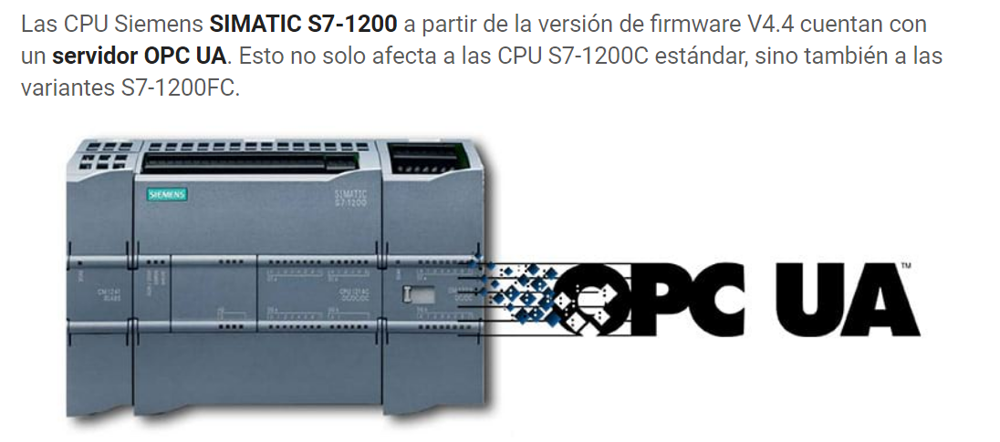 Las CPU Siemens SIMATIC S7-1200 a partir de la versión de firmware V4.4 cuentan con
un servidor OPC UA. Esto no solo afecta a las CPU S7-1200C estándar, sino también a las
variantes S7-1200FC.
SIEMENS
SIMATIC
S7-1200
CM 1241
RS485
CPU 1214C
DC/DC/DC
OPC UA™